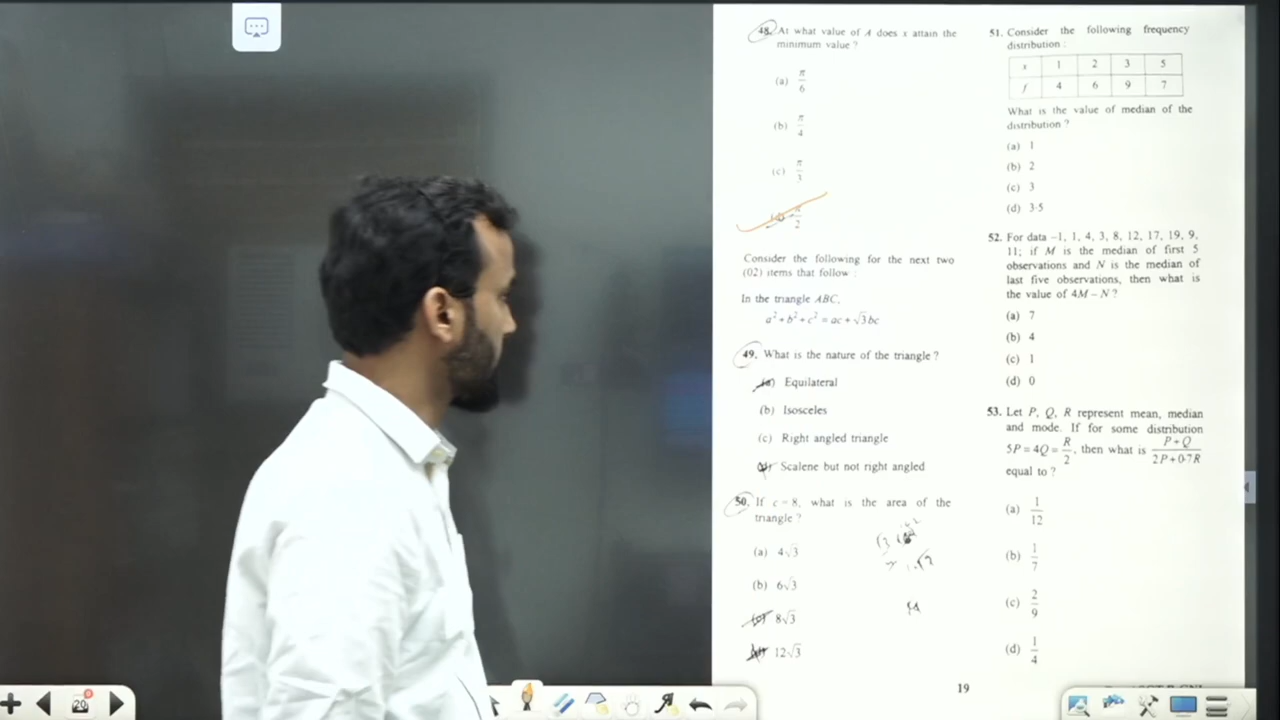 48. At what value of A does x attain the
minimum value ?
(a) π/6
(b) π/4
(c) π/3
(d) π/2
Consider the following for the next two
(02) items that follow :
In the triangle ABC,
a² + b² + c² = ac + √3 bc
49. What is the nature of the triangle ?
(a) Equilateral
(b) Isosceles
(c) Right angled triangle
(d) Scalene but not right angled
50. If c = 8, what is the area of the
triangle ?
(a) 4√3
(b) 6√3
(c) 8√3
(d) 12√3
51. Consider the following frequency
distribution :
x 1 2 3 5
f 4 6 9 7
What is the value of median of the
distribution ?
(a) 1
(b) 2
(c) 3
(d) 3·5
52. For data −1, 1, 4, 3, 8, 12, 17, 19, 9,
11; if M is the median of first 5
observations and N is the median of
last five observations, then what is
the value of 4M − N ?
(a) 7
(b) 4
(c) 1
(d) 0
53. Let P, Q, R represent mean, median
and mode. If for some distribution
5P = 4Q = R/2, then what is (P+Q)/(2P+0·7R)
equal to ?
(a) 1/12
(b) 1/7
(c) 2/9
(d) 1/4
19
20